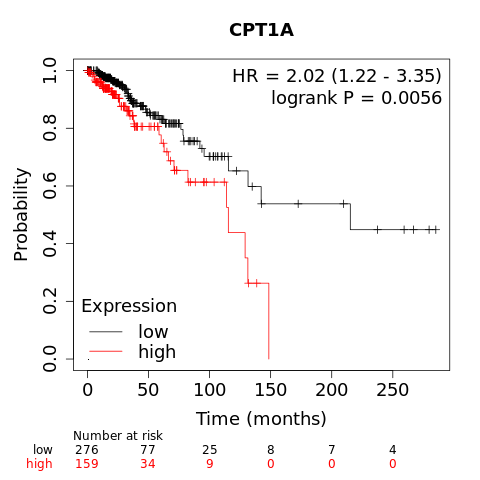 CPT1A
HR = 2.02 (1.22 - 3.35)
logrank P = 0.0056
Probability
1.0
0.8
0.6
0.4
0.2
0.0
Expression
low
high
0 50 100 150 200 250
Time (months)
Number at risk
low 276 77 25 8 7 4
high 159 34 9 0 0 0